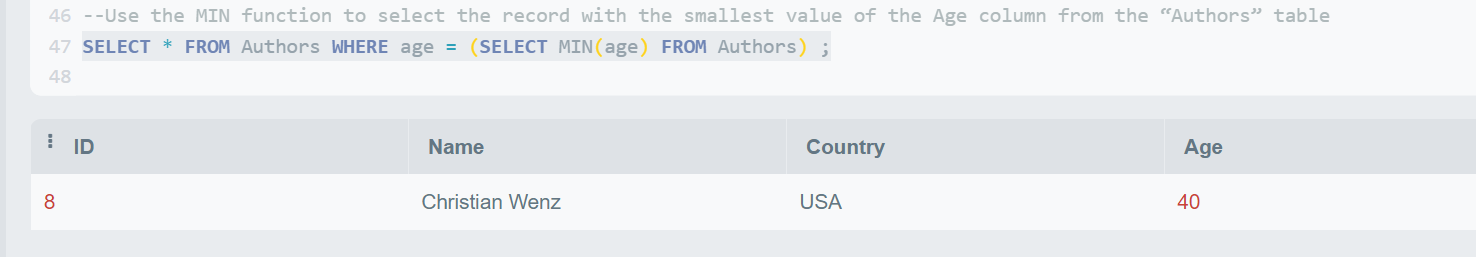 46 --Use the MIN function to select the record with the smallest value of the Age column from the “Authors” table
47 SELECT * FROM Authors WHERE age = (SELECT MIN(age) FROM Authors) ;
48
ID Name Country Age
8 Christian Wenz USA 40